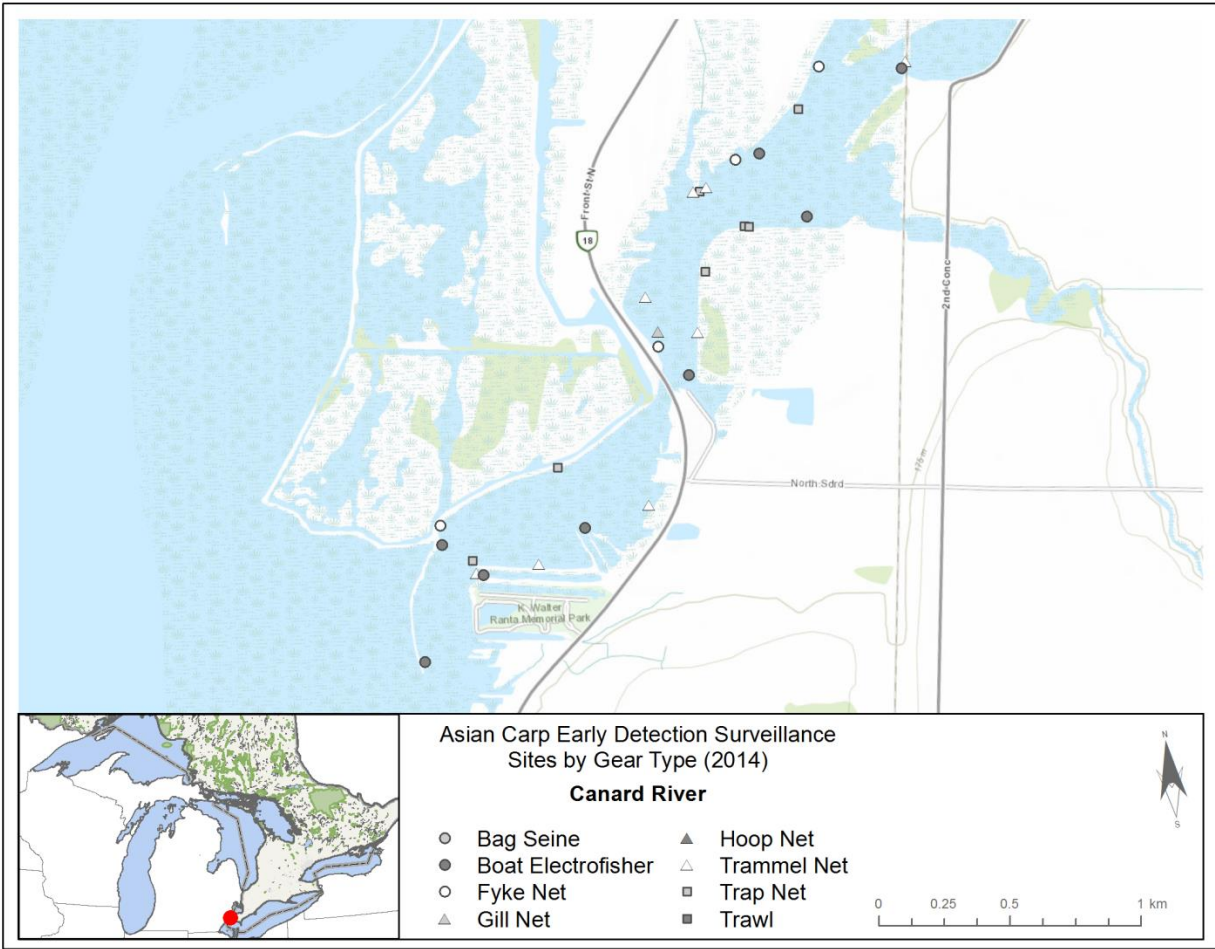 Front St N
18
2nd Conc
175 m
North Sdrd
K. Walter
Ranta Memorial Park
Asian Carp Early Detection Surveillance
Sites by Gear Type (2014)
Canard River
Bag Seine
Boat Electrofisher
Fyke Net
Gill Net
Hoop Net
Trammel Net
Trap Net
Trawl
N
S
0 0.5 1 km